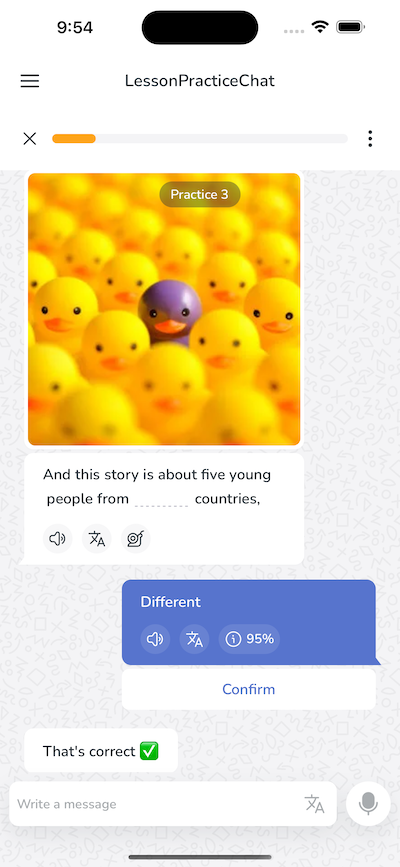 9:54
LessonPracticeChat
Practice 3
And this story is about five young
people from ________ countries,
Different
95%
Confirm
That's correct ✅
Write a message